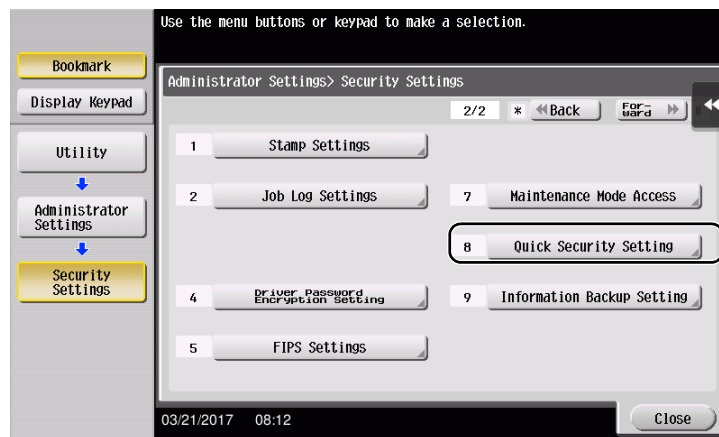 Use the menu buttons or keypad to make a selection.
Bookmark
Display Keypad
Utility
Administrator
Settings
Security
Settings
Administrator Settings> Security Settings
2/2 * Back For-
ward
1 Stamp Settings
2 Job Log Settings
7 Maintenance Mode Access
8 Quick Security Setting
4 Driver Password
Encryption Setting
9 Information Backup Setting
5 FIPS Settings
03/21/2017 08:12
Close